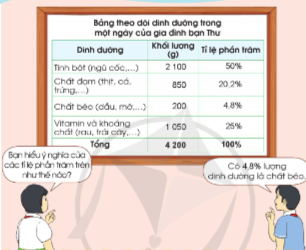 Bảng theo dõi dinh dưỡng trong
một ngày của gia đình bạn Thư
Dinh dưỡng Khối lượng (g) Tỉ lệ phần trăm
Tinh bột (ngũ cốc,...) 2 100 50%
Chất đạm (thịt, cá, trứng,...) 850 20,2%
Chất béo (dầu, mỡ,...) 200 4,8%
Vitamin và khoáng chất (rau, trái cây,...) 1 050 25%
Tổng 4 200 100%
Bạn hiểu ý nghĩa của
các tỉ lệ phần trăm trên
như thế nào?
Có 4,8% lượng
dinh dưỡng là chất béo.